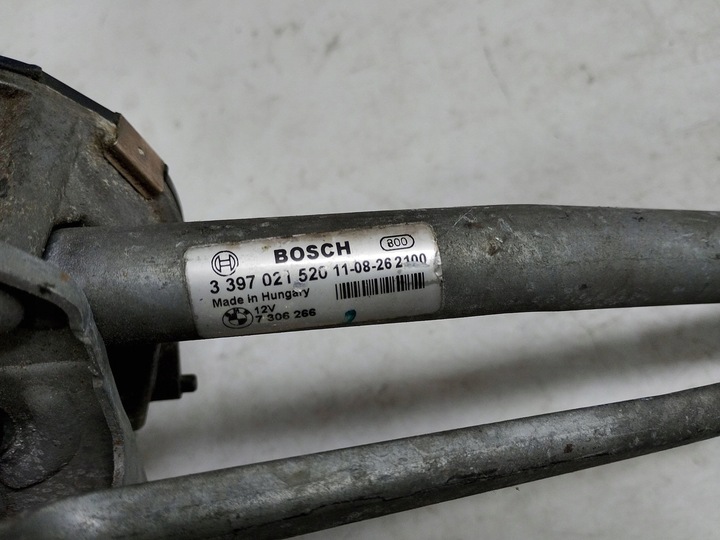 BOSCH 800
3 397 021 520 11-08-26 2100
Made in Hungary
12V
7 306 266